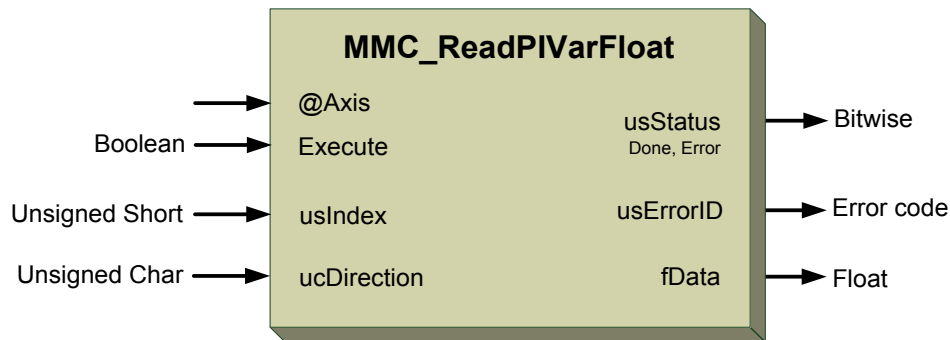 MMC_ReadPIVarFloat
@Axis
Boolean
Execute
usStatus
Done, Error
Bitwise
Unsigned Short
usIndex
usErrorID
Error code
Unsigned Char
ucDirection
fData
Float